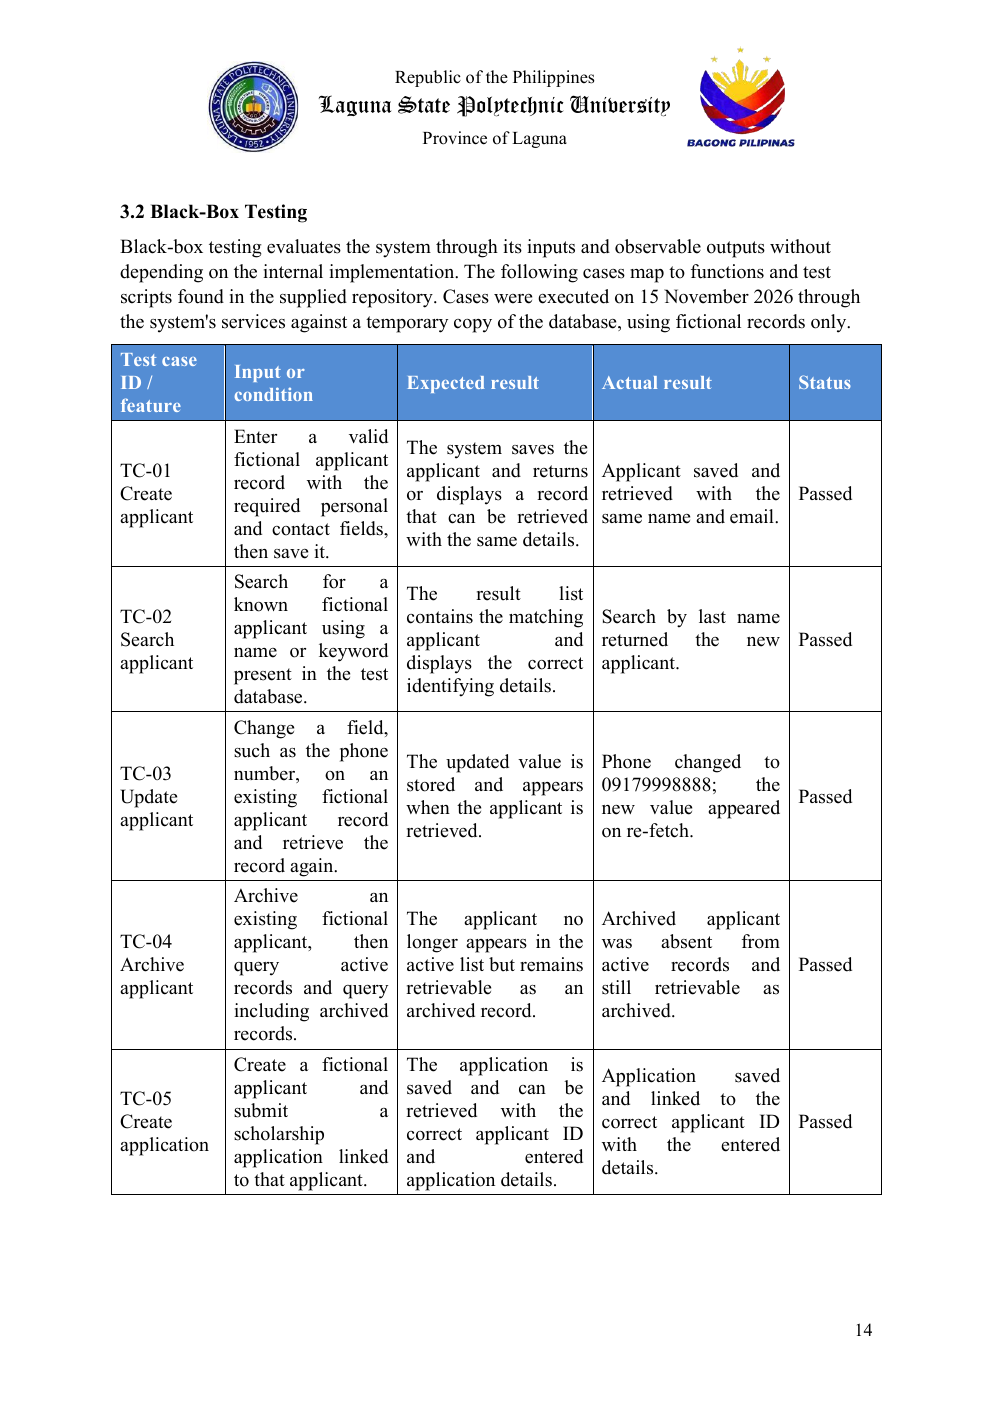 Republic of the Philippines
Laguna State Polytechnic University
Province of Laguna
LAGUNA STATE POLYTECHNIC UNIVERSITY
1952
BAGONG PILIPINAS
3.2 Black-Box Testing
Black-box testing evaluates the system through its inputs and observable outputs without
depending on the internal implementation. The following cases map to functions and test
scripts found in the supplied repository. Cases were executed on 15 November 2026 through
the system's services against a temporary copy of the database, using fictional records only.
Test case
ID /
feature
Input or
condition
Expected result
Actual result
Status
TC-01
Create
applicant
Enter a valid
fictional applicant
record with the
required personal
and contact fields,
then save it.
The system saves the
applicant and returns
or displays a record
that can be retrieved
with the same details.
Applicant saved and
retrieved with the
same name and email.
Passed
TC-02
Search
applicant
Search for a
known fictional
applicant using a
name or keyword
present in the test
database.
The result list
contains the matching
applicant and
displays the correct
identifying details.
Search by last name
returned the new
applicant.
Passed
TC-03
Update
applicant
Change a field,
such as the phone
number, on an
existing fictional
applicant record
and retrieve the
record again.
The updated value is
stored and appears
when the applicant is
retrieved.
Phone changed to
09179998888; the
new value appeared
on re-fetch.
Passed
TC-04
Archive
applicant
Archive an
existing fictional
applicant, then
query active
records and query
including archived
records.
The applicant no
longer appears in the
active list but remains
retrievable as an
archived record.
Archived applicant
was absent from
active records and
still retrievable as
archived.
Passed
TC-05
Create
application
Create a fictional
applicant and
submit a
scholarship
application linked
to that applicant.
The application is
saved and can be
retrieved with the
correct applicant ID
and entered
application details.
Application saved
and linked to the
correct applicant ID
with the entered
details.
Passed
14